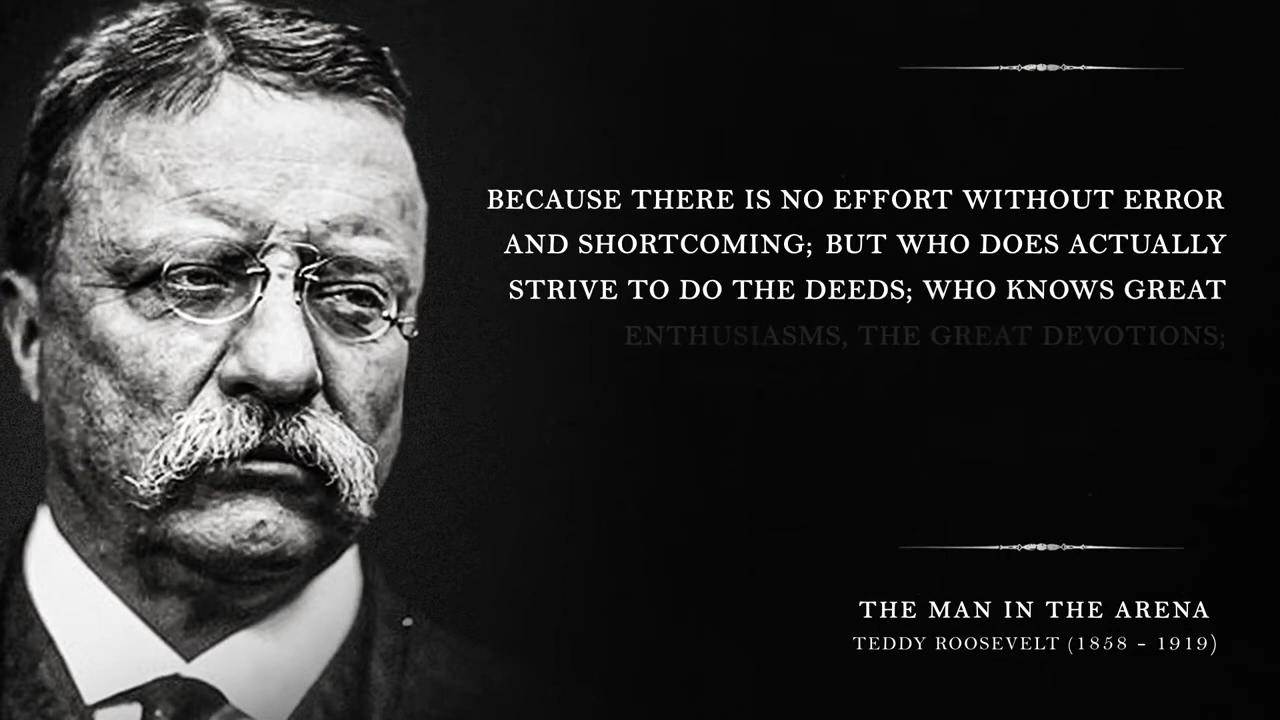 BECAUSE THERE IS NO EFFORT WITHOUT ERROR
AND SHORTCOMING; BUT WHO DOES ACTUALLY
STRIVE TO DO THE DEEDS; WHO KNOWS GREAT
ENTHUSIASMS, THE GREAT DEVOTIONS;
THE MAN IN THE ARENA
TEDDY ROOSEVELT (1858 - 1919)